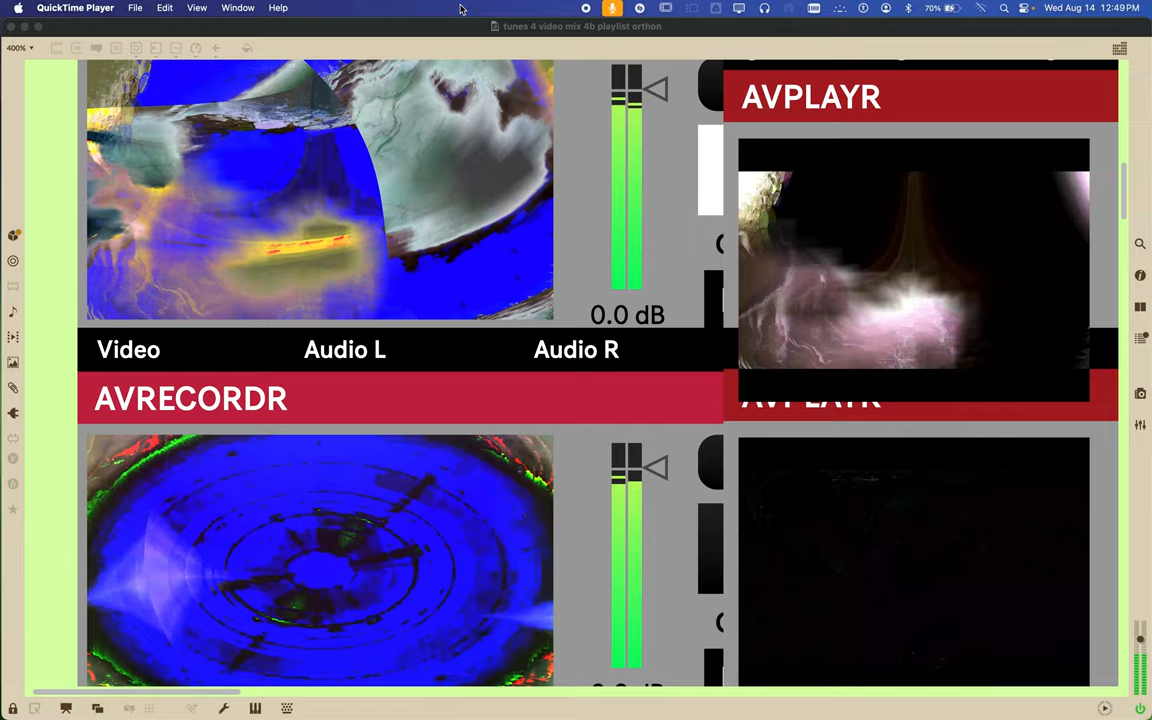 QuickTime Player File Edit View Window Help 70% Wed Aug 14 12:49 PM
tunes 4 video mix 4b playlist orthon
400%
AVPLAYR
0.0 dB
Video Audio L Audio R
AVRECORDR
AVPLAYR